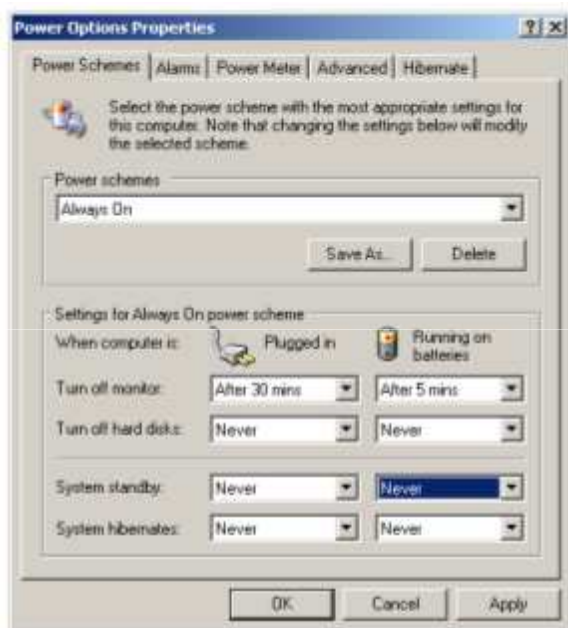 Power Options Properties
Power Schemes Alarms Power Meter Advanced Hibernate
Select the power scheme with the most appropriate settings for
this computer. Note that changing the settings below will modify
the selected scheme.
Power schemes
Always On
Save As... Delete
Settings for Always On power scheme
When computer is: Plugged in Running on
batteries
Turn off monitor: After 30 mins After 5 mins
Turn off hard disks: Never Never
System standby: Never Never
System hibernates: Never Never
OK Cancel Apply